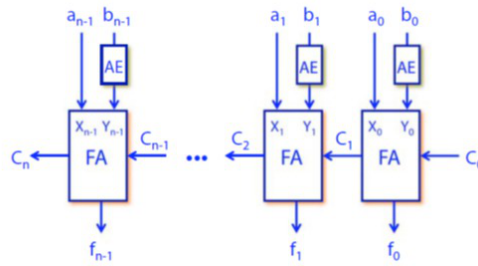 aₙ₋₁ bₙ₋₁ a₁ b₁ a₀ b₀
AE AE AE
Xₙ₋₁ Yₙ₋₁ X₁ Y₁ X₀ Y₀
Cₙ FA Cₙ₋₁ ••• C₂ FA C₁ FA
fₙ₋₁ f₁ f₀